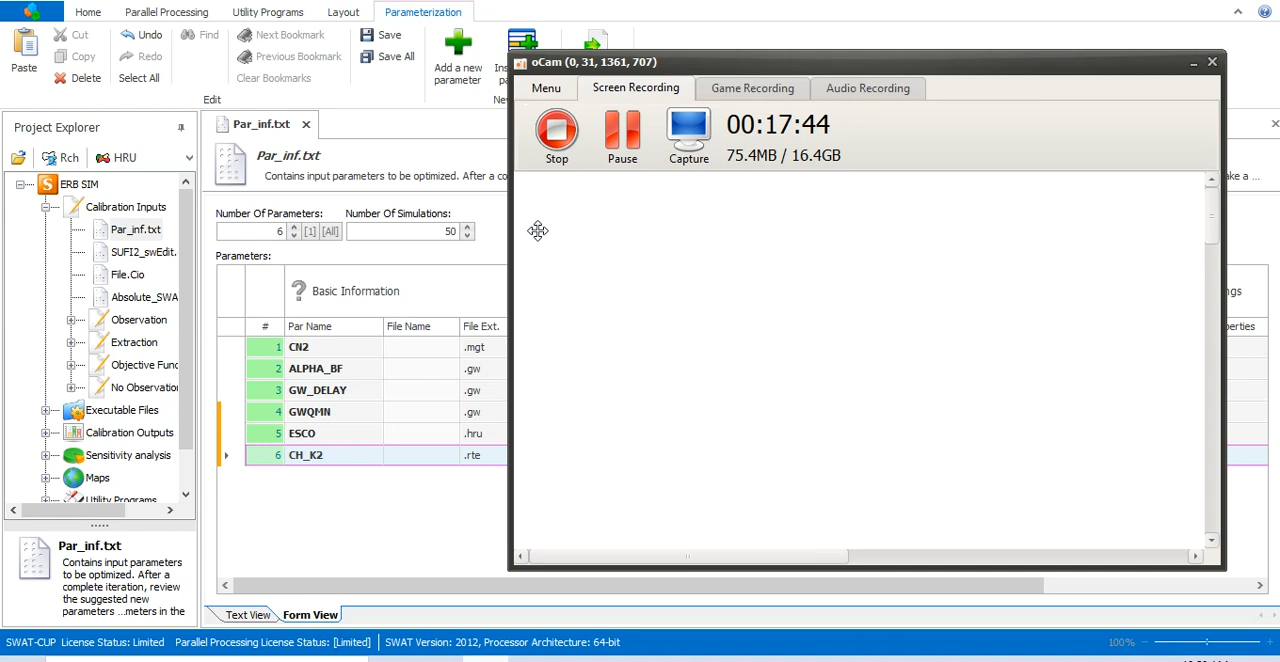 Home Parallel Processing Utility Programs Layout Parameterization
Cut Undo Find Next Bookmark Save
Copy Redo Previous Bookmark Save All
Paste Delete Select All Clear Bookmarks Add a new
parameter
Edit
oCam (0, 31, 1361, 707)
Menu Screen Recording Game Recording Audio Recording
00:17:44
75.4MB / 16.4GB
Stop Pause Capture
Project Explorer
Rch HRU
ERB SIM
Calibration Inputs
Par_inf.txt
SUFI2_swEdit.
File.Cio
Absolute_SWA
Observation
Extraction
Objective Func
No Observation
Executable Files
Calibration Outputs
Sensitivity analysis
Maps
Utility Programs
Par_inf.txt
Contains input parameters
to be optimized. After a
complete iteration, review
the suggested new
parameters ...meters in the
Par_inf.txt
Par_inf.txt
Contains input parameters to be optimized. After a co
ke a ...
Number Of Parameters: Number Of Simulations:
6 [1] [All] 50
Parameters:
? Basic Information
ngs
# Par Name File Name File Ext.
operties
1 CN2 .mgt
2 ALPHA_BF .gw
3 GW_DELAY .gw
4 GWQMN .gw
5 ESCO .hru
6 CH_K2 .rte
Text View Form View
SWAT-CUP License Status: Limited Parallel Processing License Status: [Limited] SWAT Version: 2012, Processor Architecture: 64-bit 100%